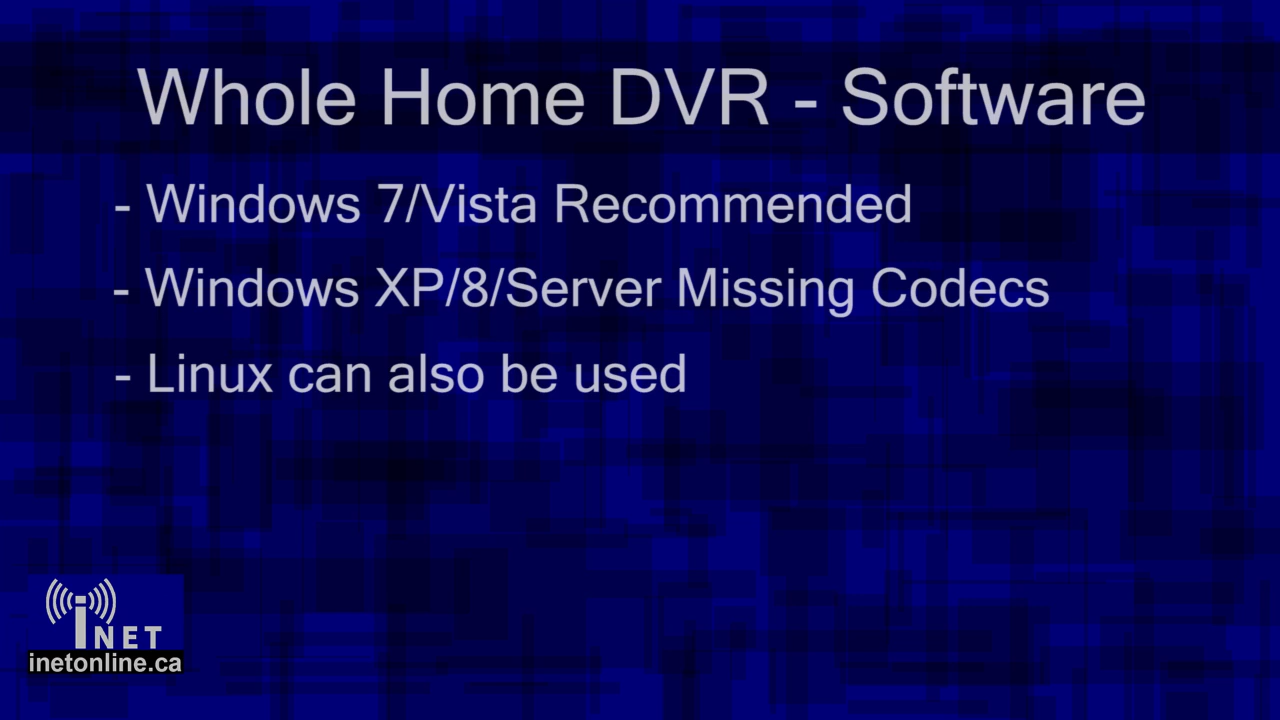 Whole Home DVR - Software
- Windows 7/Vista Recommended
- Windows XP/8/Server Missing Codecs
- Linux can also be used
iNET
inetonline.ca